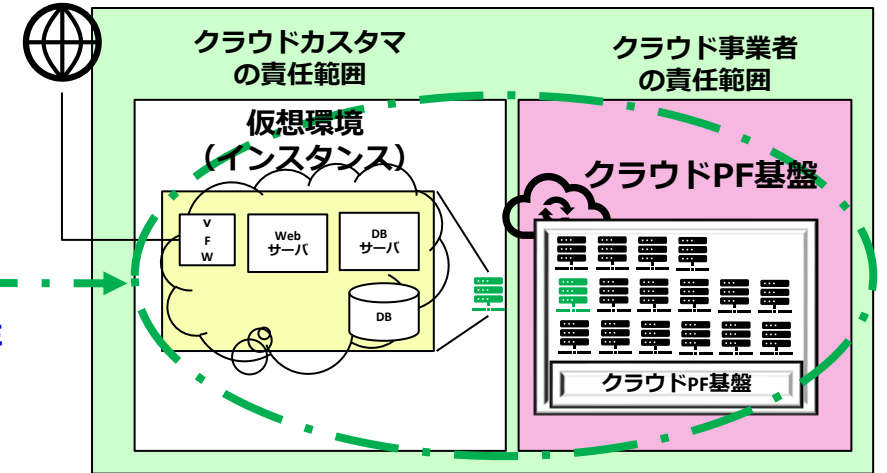 クラウドカスタマ
の責任範囲
クラウド事業者
の責任範囲
仮想環境
（インスタンス）
クラウドPF基盤
V
F
W
Web
サーバ
DB
サーバ
DB
クラウドPF基盤